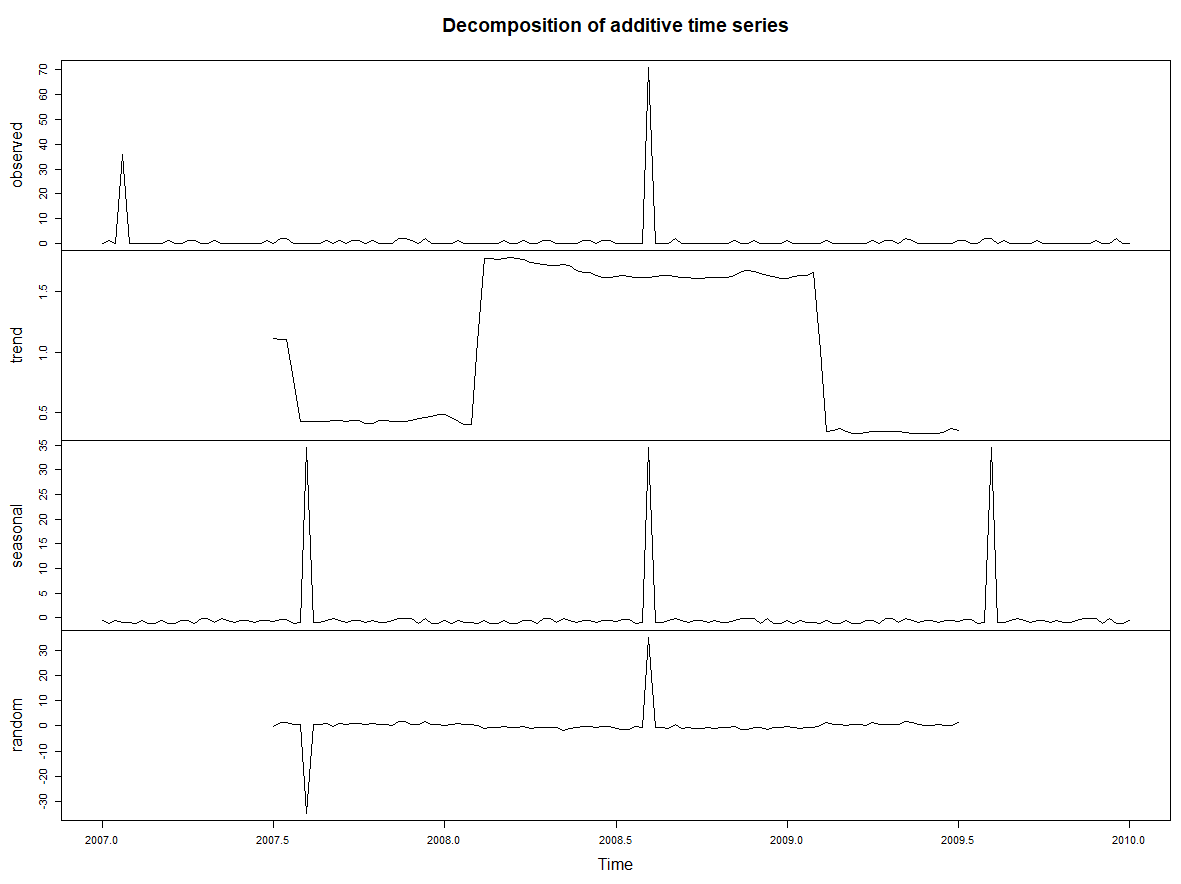 Decomposition of additive time series
observed
0 10 20 30 40 50 60 70
trend
0.5 1.0 1.5
seasonal
0 5 10 15 20 25 30 35
random
-30 -20 -10 0 10 20 30
2007.0 2007.5 2008.0 2008.5 2009.0 2009.5 2010.0
Time